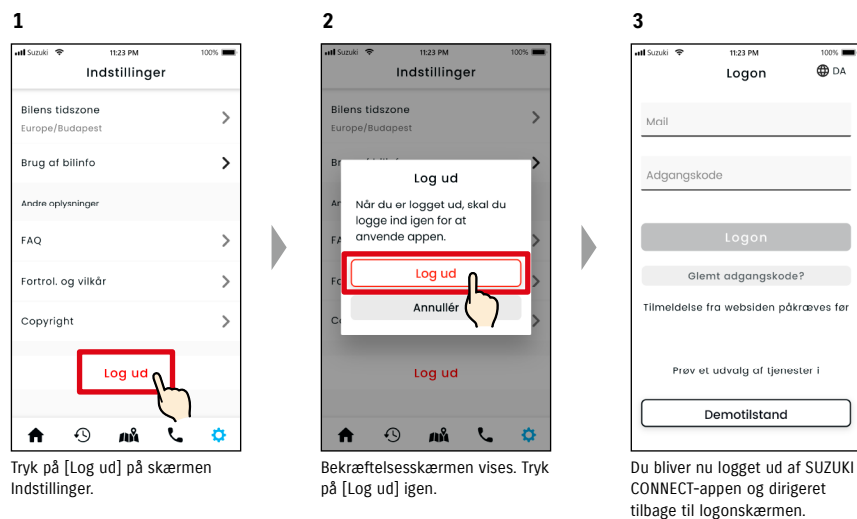 1
Suzuki 11:23 PM 100%
Indstillinger
Bilens tidszone
Europe/Budapest
Brug af bilinfo
Andre oplysninger
FAQ
Fortrol. og vilkår
Copyright
Log ud
Tryk på [Log ud] på skærmen
Indstillinger.
2
Suzuki 11:23 PM 100%
Indstillinger
Bilens tidszone
Europe/Budapest
Log ud
Når du er logget ud, skal du
logge ind igen for at
anvende appen.
Log ud
Annullér
Log ud
Bekræftelsesskærmen vises. Tryk
på [Log ud] igen.
3
Suzuki 11:23 PM 100%
Logon DA
Mail
Adgangskode
Logon
Glemt adgangskode?
Tilmeldelse fra websiden påkræves før
Prøv et udvalg af tjenester i
Demotilstand
Du bliver nu logget ud af SUZUKI
CONNECT-appen og dirigeret
tilbage til logonskærmen.